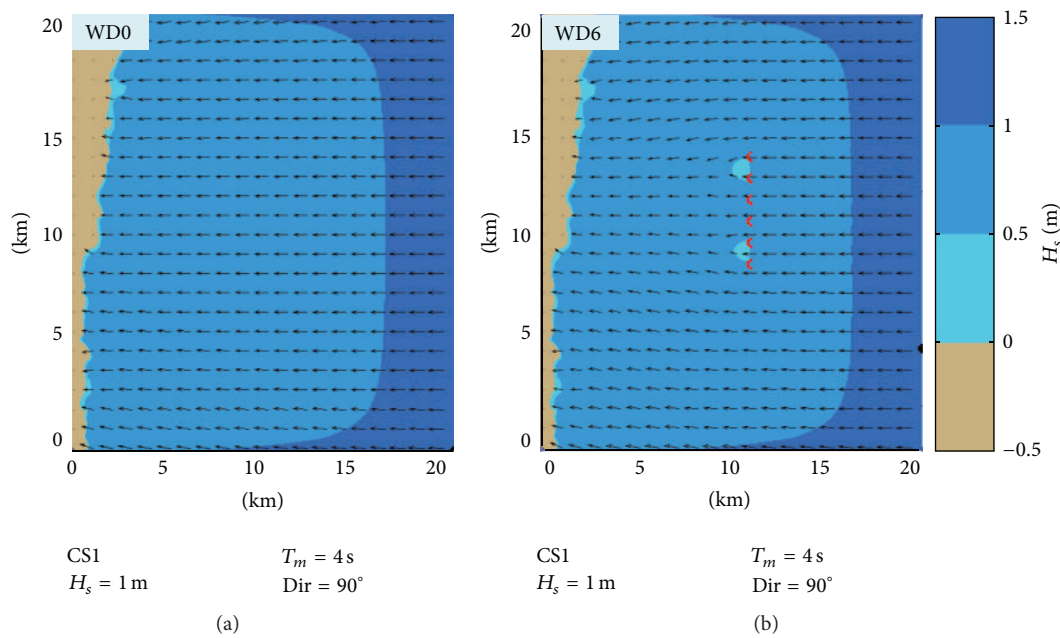 WD0
20
15
10
5
0
(km)
0 5 10 15 20
(km)
CS1 T_m = 4 s
H_s = 1 m Dir = 90°
(a)
WD6
20
15
10
5
0
(km)
0 5 10 15 20
(km)
CS1 T_m = 4 s
H_s = 1 m Dir = 90°
(b)
1.5
1
0.5
0
−0.5
H_s (m)